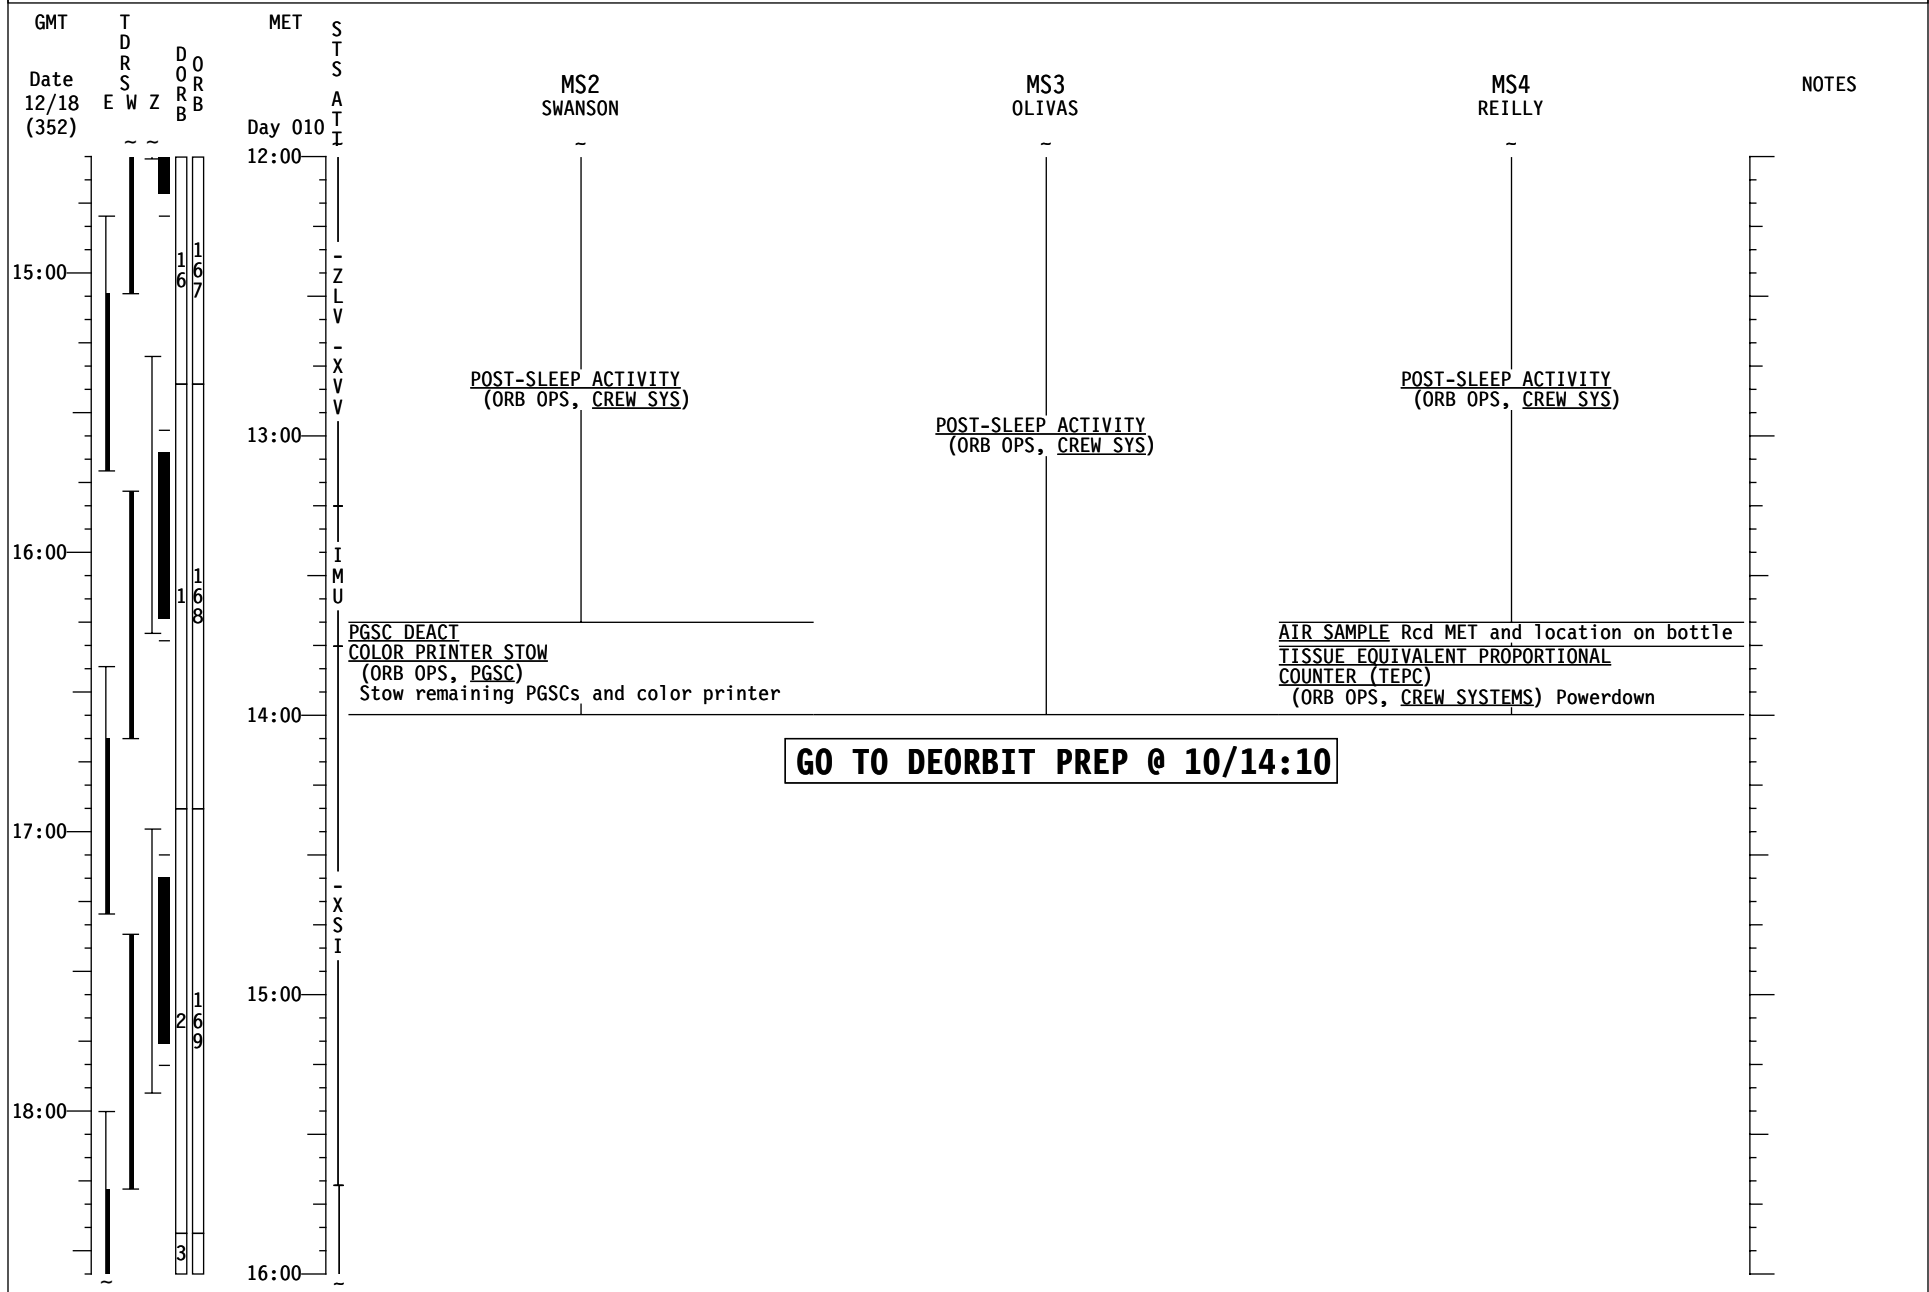 GMT
TDRS
DORB
ORB
MET
STS ATT
Date
12/18
(352)
E W Z
MS2
SWANSON
MS3
OLIVAS
MS4
REILLY
NOTES
Day 010
~ ~ ~ ~ ~
12:00
16
167
15:00
-ZLV -XVV
POST-SLEEP ACTIVITY
(ORB OPS, CREW SYS)
POST-SLEEP ACTIVITY
(ORB OPS, CREW SYS)
13:00
POST-SLEEP ACTIVITY
(ORB OPS, CREW SYS)
16:00
1
168
IMU
PGSC DEACT
COLOR PRINTER STOW
(ORB OPS, PGSC)
Stow remaining PGSCs and color printer
AIR SAMPLE Rcd MET and location on bottle
TISSUE EQUIVALENT PROPORTIONAL
COUNTER (TEPC)
(ORB OPS, CREW SYSTEMS) Powerdown
14:00
GO TO DEORBIT PREP @ 10/14:10
17:00
-XSI
15:00
2
169
18:00
3
16:00
~ ~